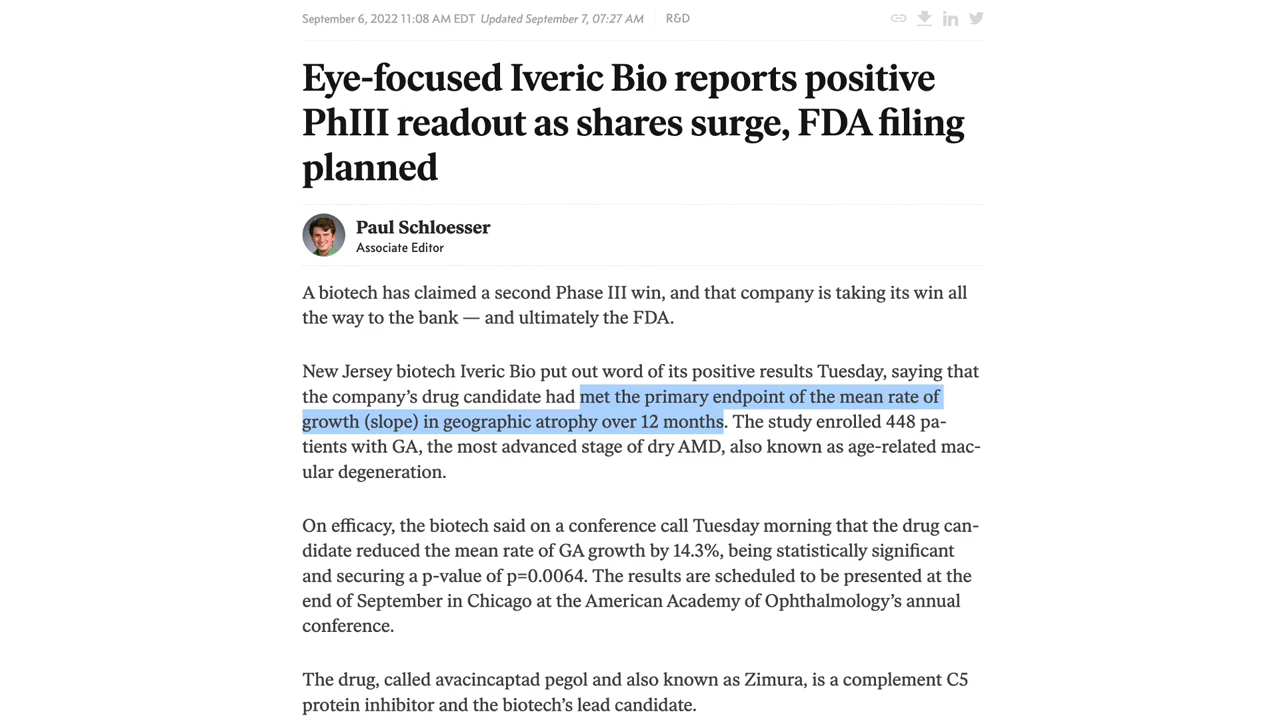 September 6, 2022 11:08 AM EDT Updated September 7, 07:27 AM R&D
Eye-focused Iveric Bio reports positive
PhIII readout as shares surge, FDA filing
planned
Paul Schloesser
Associate Editor
A biotech has claimed a second Phase III win, and that company is taking its win all
the way to the bank — and ultimately the FDA.
New Jersey biotech Iveric Bio put out word of its positive results Tuesday, saying that
the company’s drug candidate had met the primary endpoint of the mean rate of
growth (slope) in geographic atrophy over 12 months. The study enrolled 448 pa-
tients with GA, the most advanced stage of dry AMD, also known as age-related mac-
ular degeneration.
On efficacy, the biotech said on a conference call Tuesday morning that the drug can-
didate reduced the mean rate of GA growth by 14.3%, being statistically significant
and securing a p-value of p=0.0064. The results are scheduled to be presented at the
end of September in Chicago at the American Academy of Ophthalmology’s annual
conference.
The drug, called avacincaptad pegol and also known as Zimura, is a complement C5
protein inhibitor and the biotech’s lead candidate.